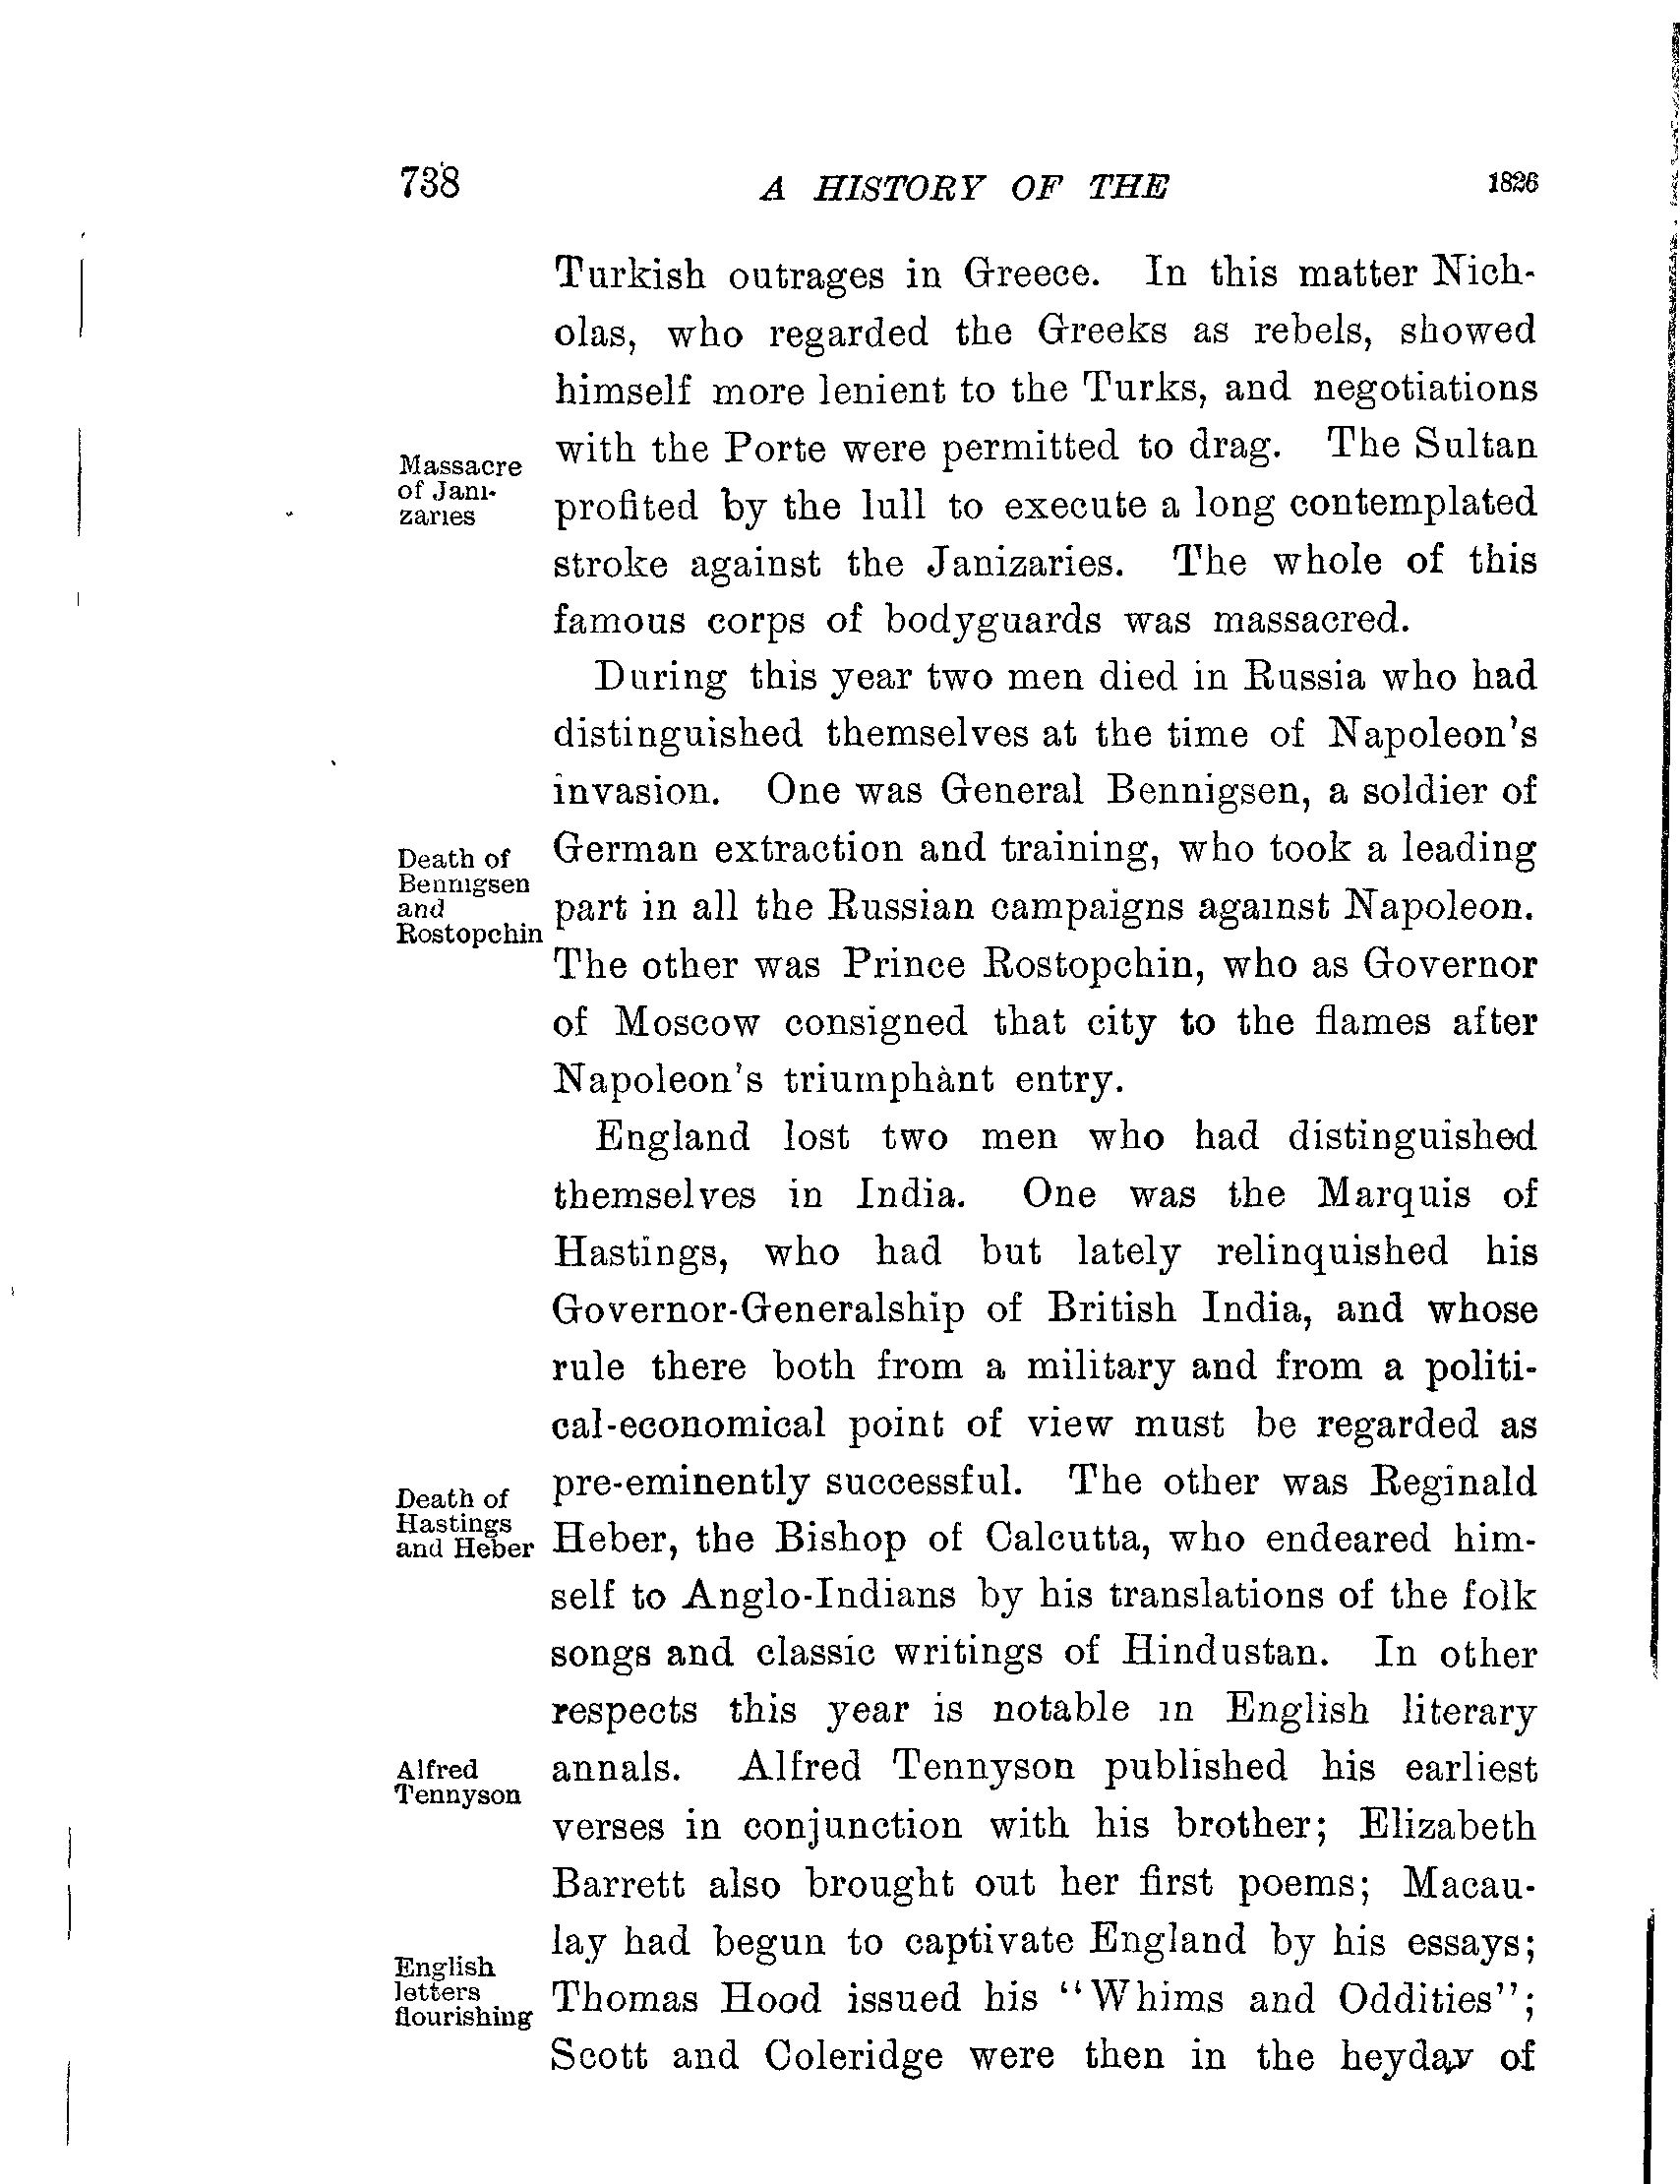 738
A HISTORY OF THE
1826
Turkish outrages in Greece. In this matter Nich-
olas, who regarded the Greeks as rebels, showed
himself more lenient to the Turks, and negotiations
with the Porte were permitted to drag. The Sultan
Massacre
of Jani-
zaries
profited by the lull to execute a long contemplated
stroke against the Janizaries. The whole of this
famous corps of bodyguards was massacred.
During this year two men died in Russia who had
distinguished themselves at the time of Napoleon's
invasion. One was General Bennigsen, a soldier of
German extraction and training, who took a leading
Death of
Bennigsen
and
Rostopchin
part in all the Russian campaigns against Napoleon.
The other was Prince Rostopchin, who as Governor
of Moscow consigned that city to the flames after
Napoleon's triumphant entry.
England lost two men who had distinguished
themselves in India. One was the Marquis of
Hastings, who had but lately relinquished his
Governor-Generalship of British India, and whose
rule there both from a military and from a politi-
cal-economical point of view must be regarded as
pre-eminently successful. The other was Reginald
Death of
Hastings
and Heber
Heber, the Bishop of Calcutta, who endeared him-
self to Anglo-Indians by his translations of the folk
songs and classic writings of Hindustan. In other
respects this year is notable in English literary
annals. Alfred Tennyson published his earliest
Alfred
Tennyson
verses in conjunction with his brother; Elizabeth
Barrett also brought out her first poems; Macau-
lay had begun to captivate England by his essays;
English
letters
flourishing
Thomas Hood issued his "Whims and Oddities";
Scott and Coleridge were then in the heyday of